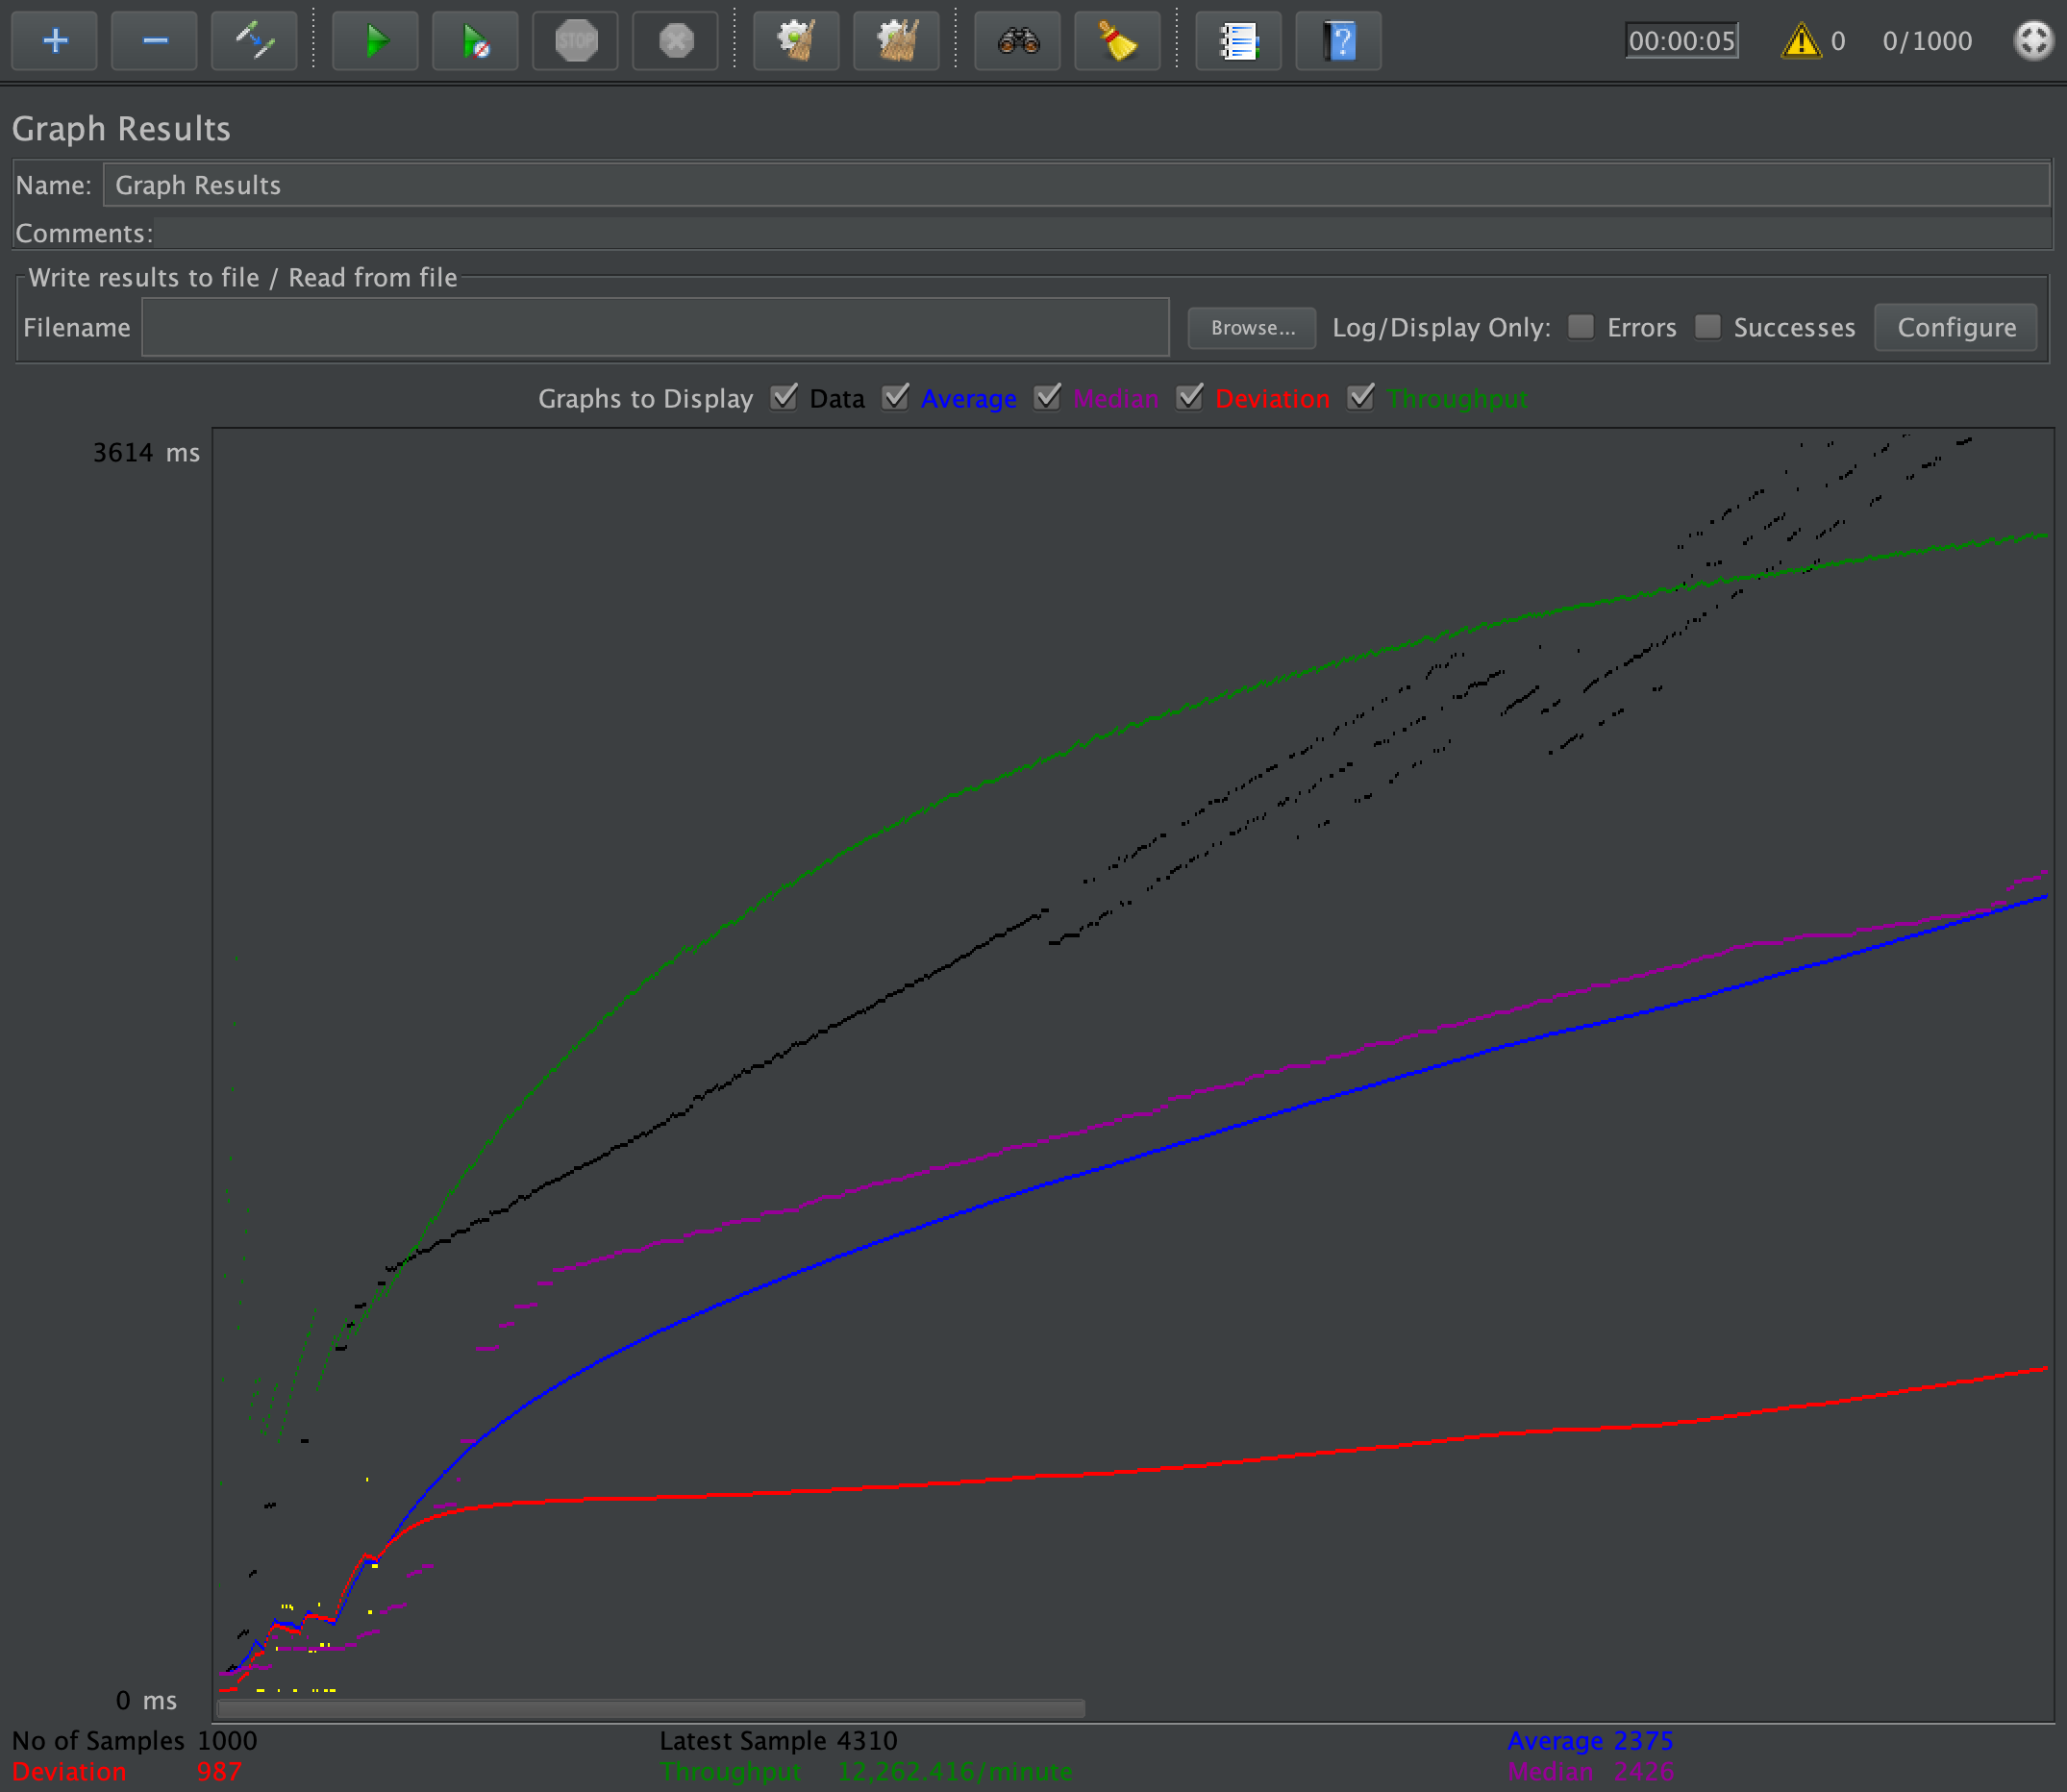 STOP 00:00:05 0 0/1000
Graph Results
Name: Graph Results
Comments:
Write results to file / Read from file
Filename Browse... Log/Display Only: Errors Successes Configure
Graphs to Display Data Average Median Deviation Throughput
3614 ms
0 ms
No of Samples 1000 Latest Sample 4310 Average 2375
Deviation 987 Throughput 12,262.416/minute Median 2426